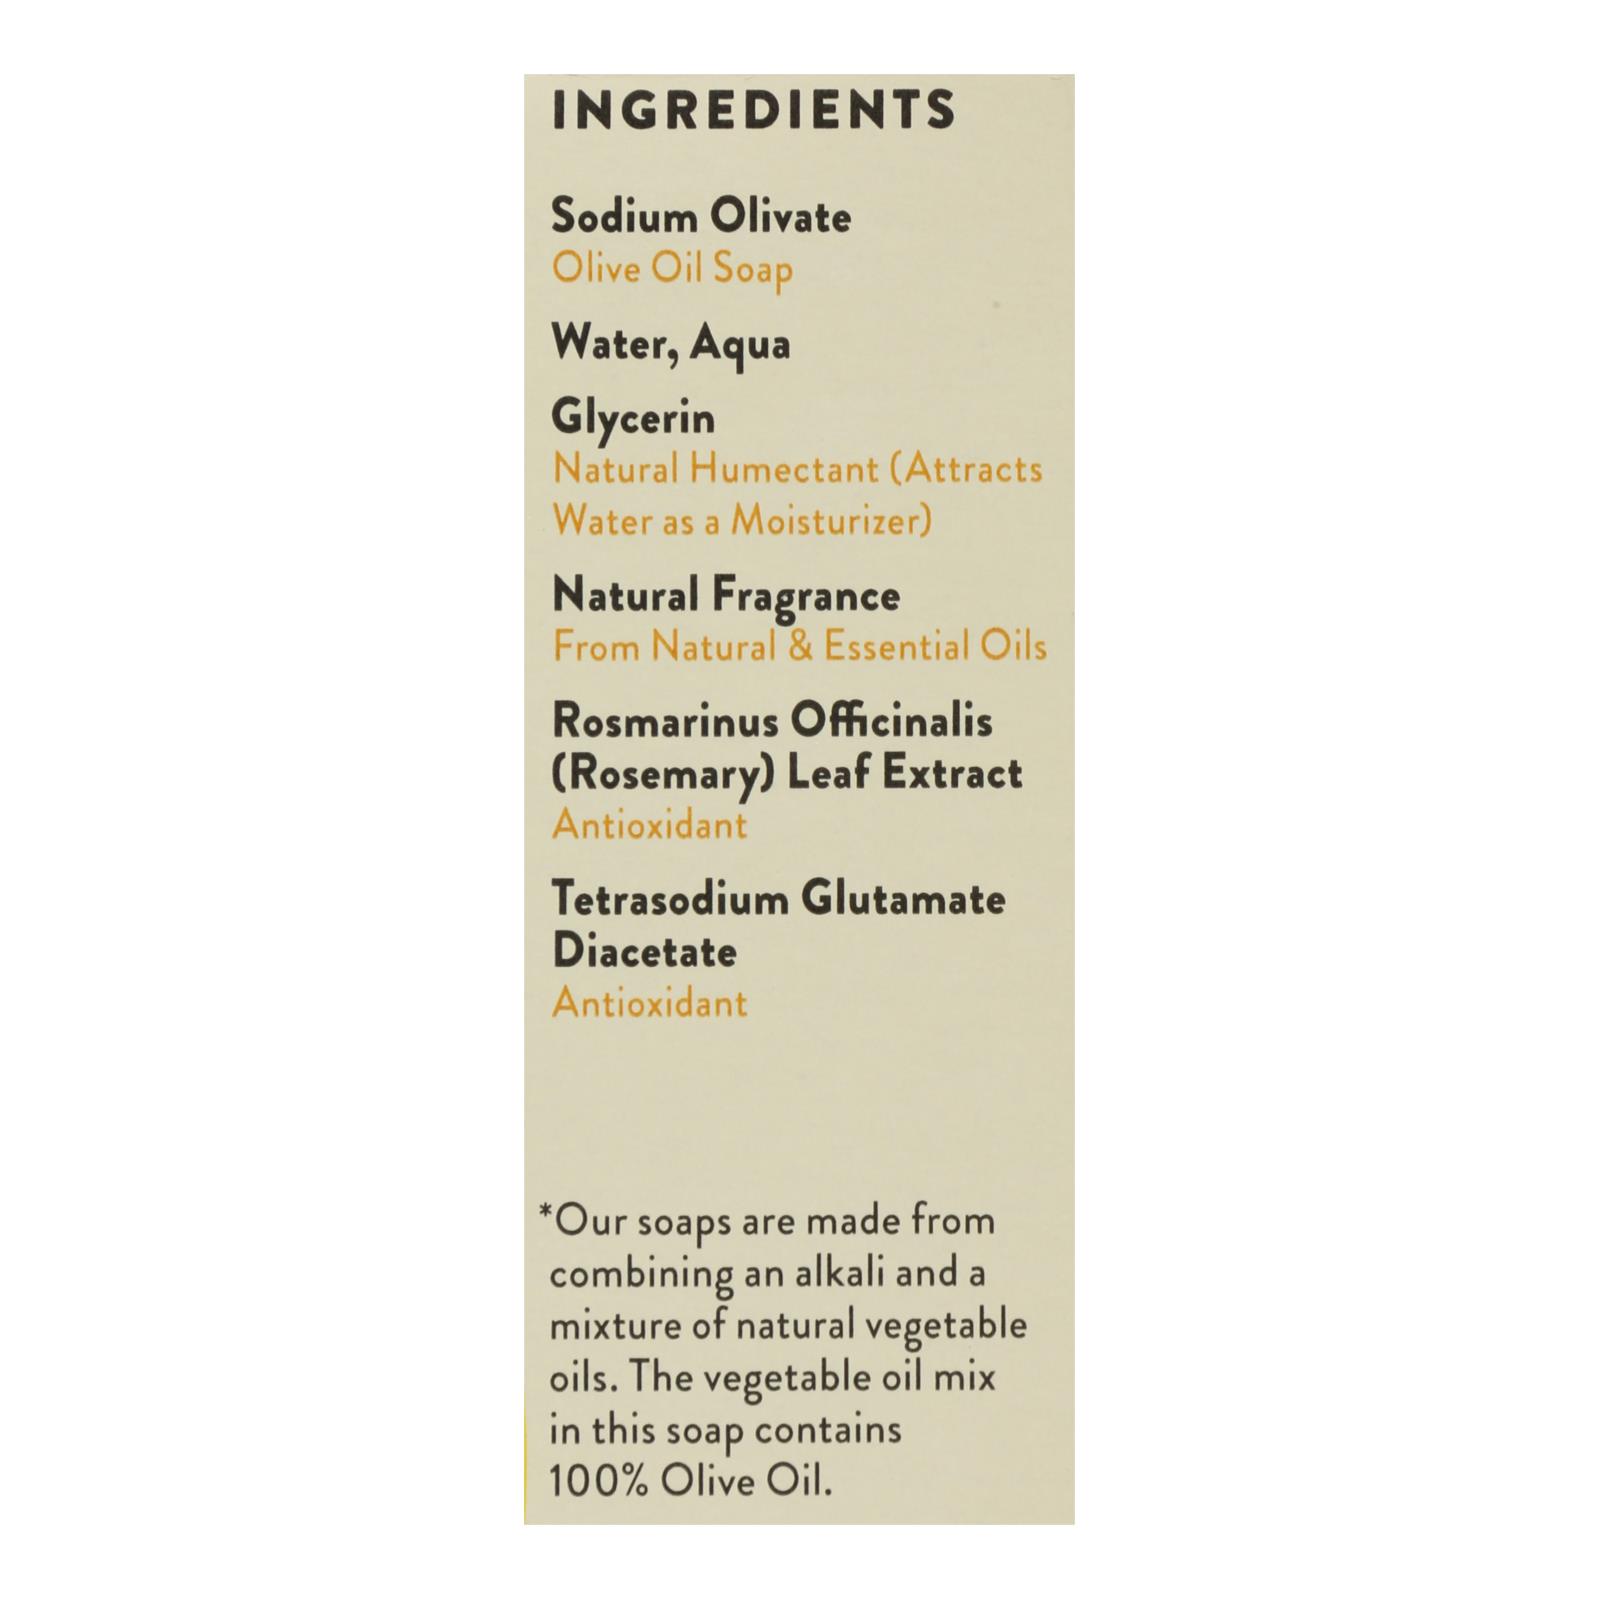 INGREDIENTS
Sodium Olivate
Olive Oil Soap
Water, Aqua
Glycerin
Natural Humectant (Attracts
Water as a Moisturizer)
Natural Fragrance
From Natural & Essential Oils
Rosmarinus Officinalis
(Rosemary) Leaf Extract
Antioxidant
Tetrasodium Glutamate
Diacetate
Antioxidant
*Our soaps are made from
combining an alkali and a
mixture of natural vegetable
oils. The vegetable oil mix
in this soap contains
100% Olive Oil.